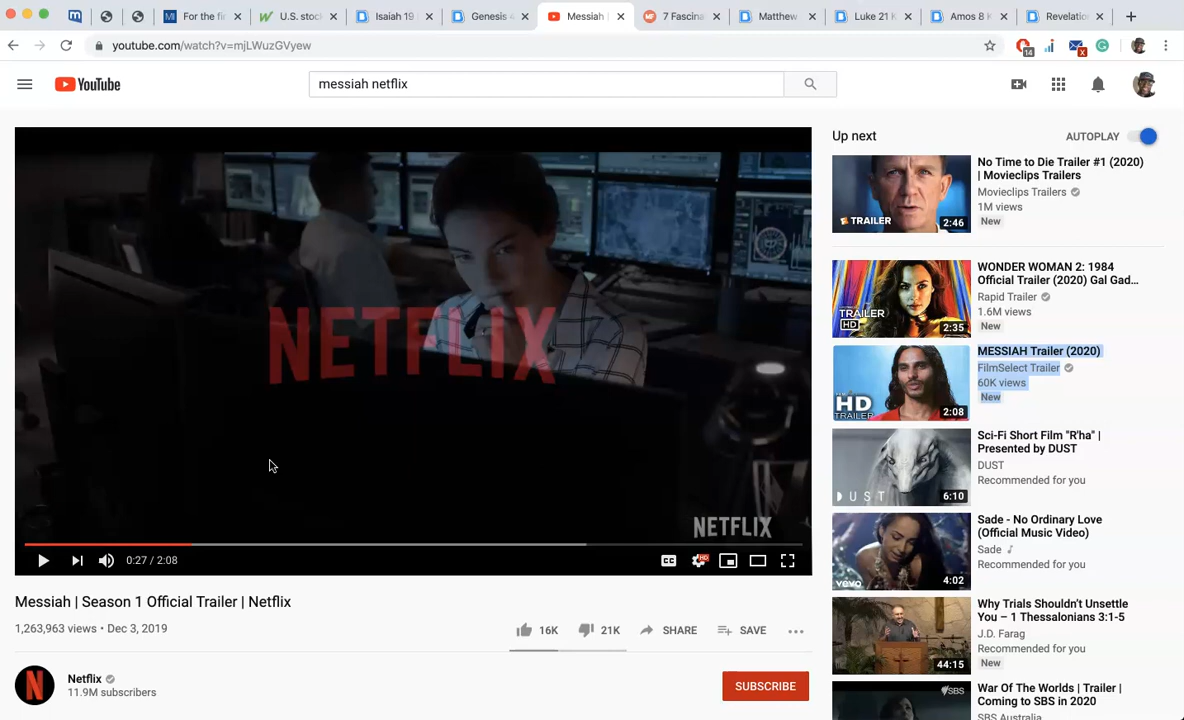 For the fi
U.S. stoc
Isaiah 19
Genesis 4
Messiah
7 Fascina
Matthew
Luke 21 K
Amos 8 K
Revelatio
youtube.com/watch?v=mjLWuzGVyew
14
YouTube
messiah netflix
NETFLIX
NETFLIX
0:27 / 2:08
CC
HD
Messiah | Season 1 Official Trailer | Netflix
1,263,963 views • Dec 3, 2019
16K
21K
SHARE
SAVE
Netflix
11.9M subscribers
SUBSCRIBE
Up next
AUTOPLAY
TRAILER
2:46
No Time to Die Trailer #1 (2020)
| Movieclips Trailers
Movieclips Trailers
1M views
New
TRAILER
HD
2:35
WONDER WOMAN 2: 1984
Official Trailer (2020) Gal Gad...
Rapid Trailer
1.6M views
New
HD
TRAILER
2:08
MESSIAH Trailer (2020)
FilmSelect Trailer
60K views
New
DUST
6:10
Sci-Fi Short Film "R'ha" |
Presented by DUST
DUST
Recommended for you
vevo
4:02
Sade - No Ordinary Love
(Official Music Video)
Sade
Recommended for you
44:15
Why Trials Shouldn't Unsettle
You – 1 Thessalonians 3:1-5
J.D. Farag
Recommended for you
New
SBS
War Of The Worlds | Trailer |
Coming to SBS in 2020
SBS Australia